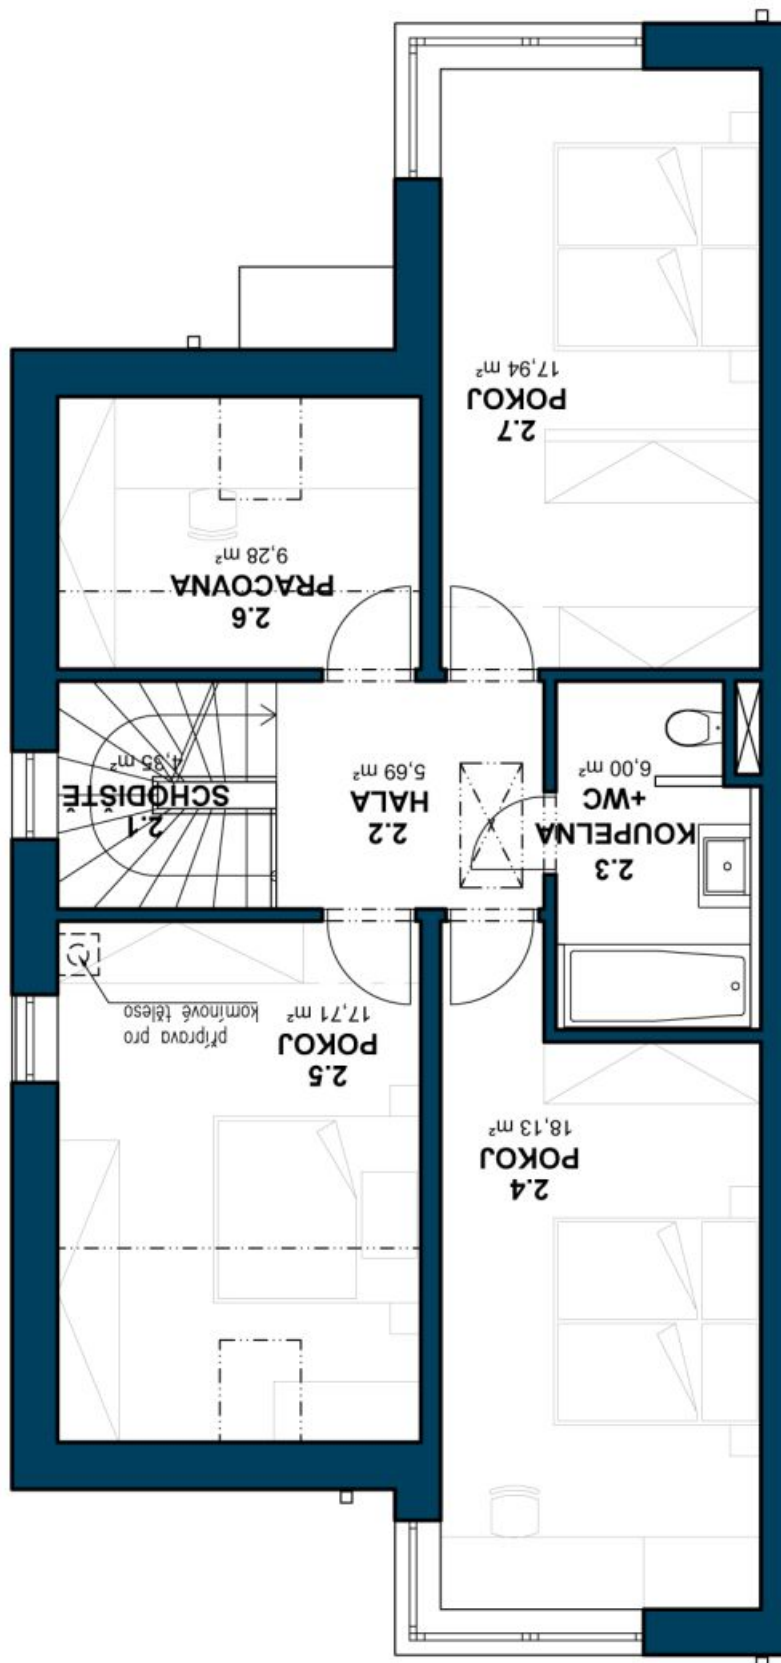 2.4
POKOJ
18,13 m²
2.5
POKOJ
17,71 m²
příprava pro
komínové těleso
2.3
KOUPELNA
+WC
6,00 m²
2.2
HALA
5,69 m²
2.1
SCHODIŠTĚ
4,35 m²
2.6
PRACOVNA
9,28 m²
2.7
POKOJ
17,94 m²